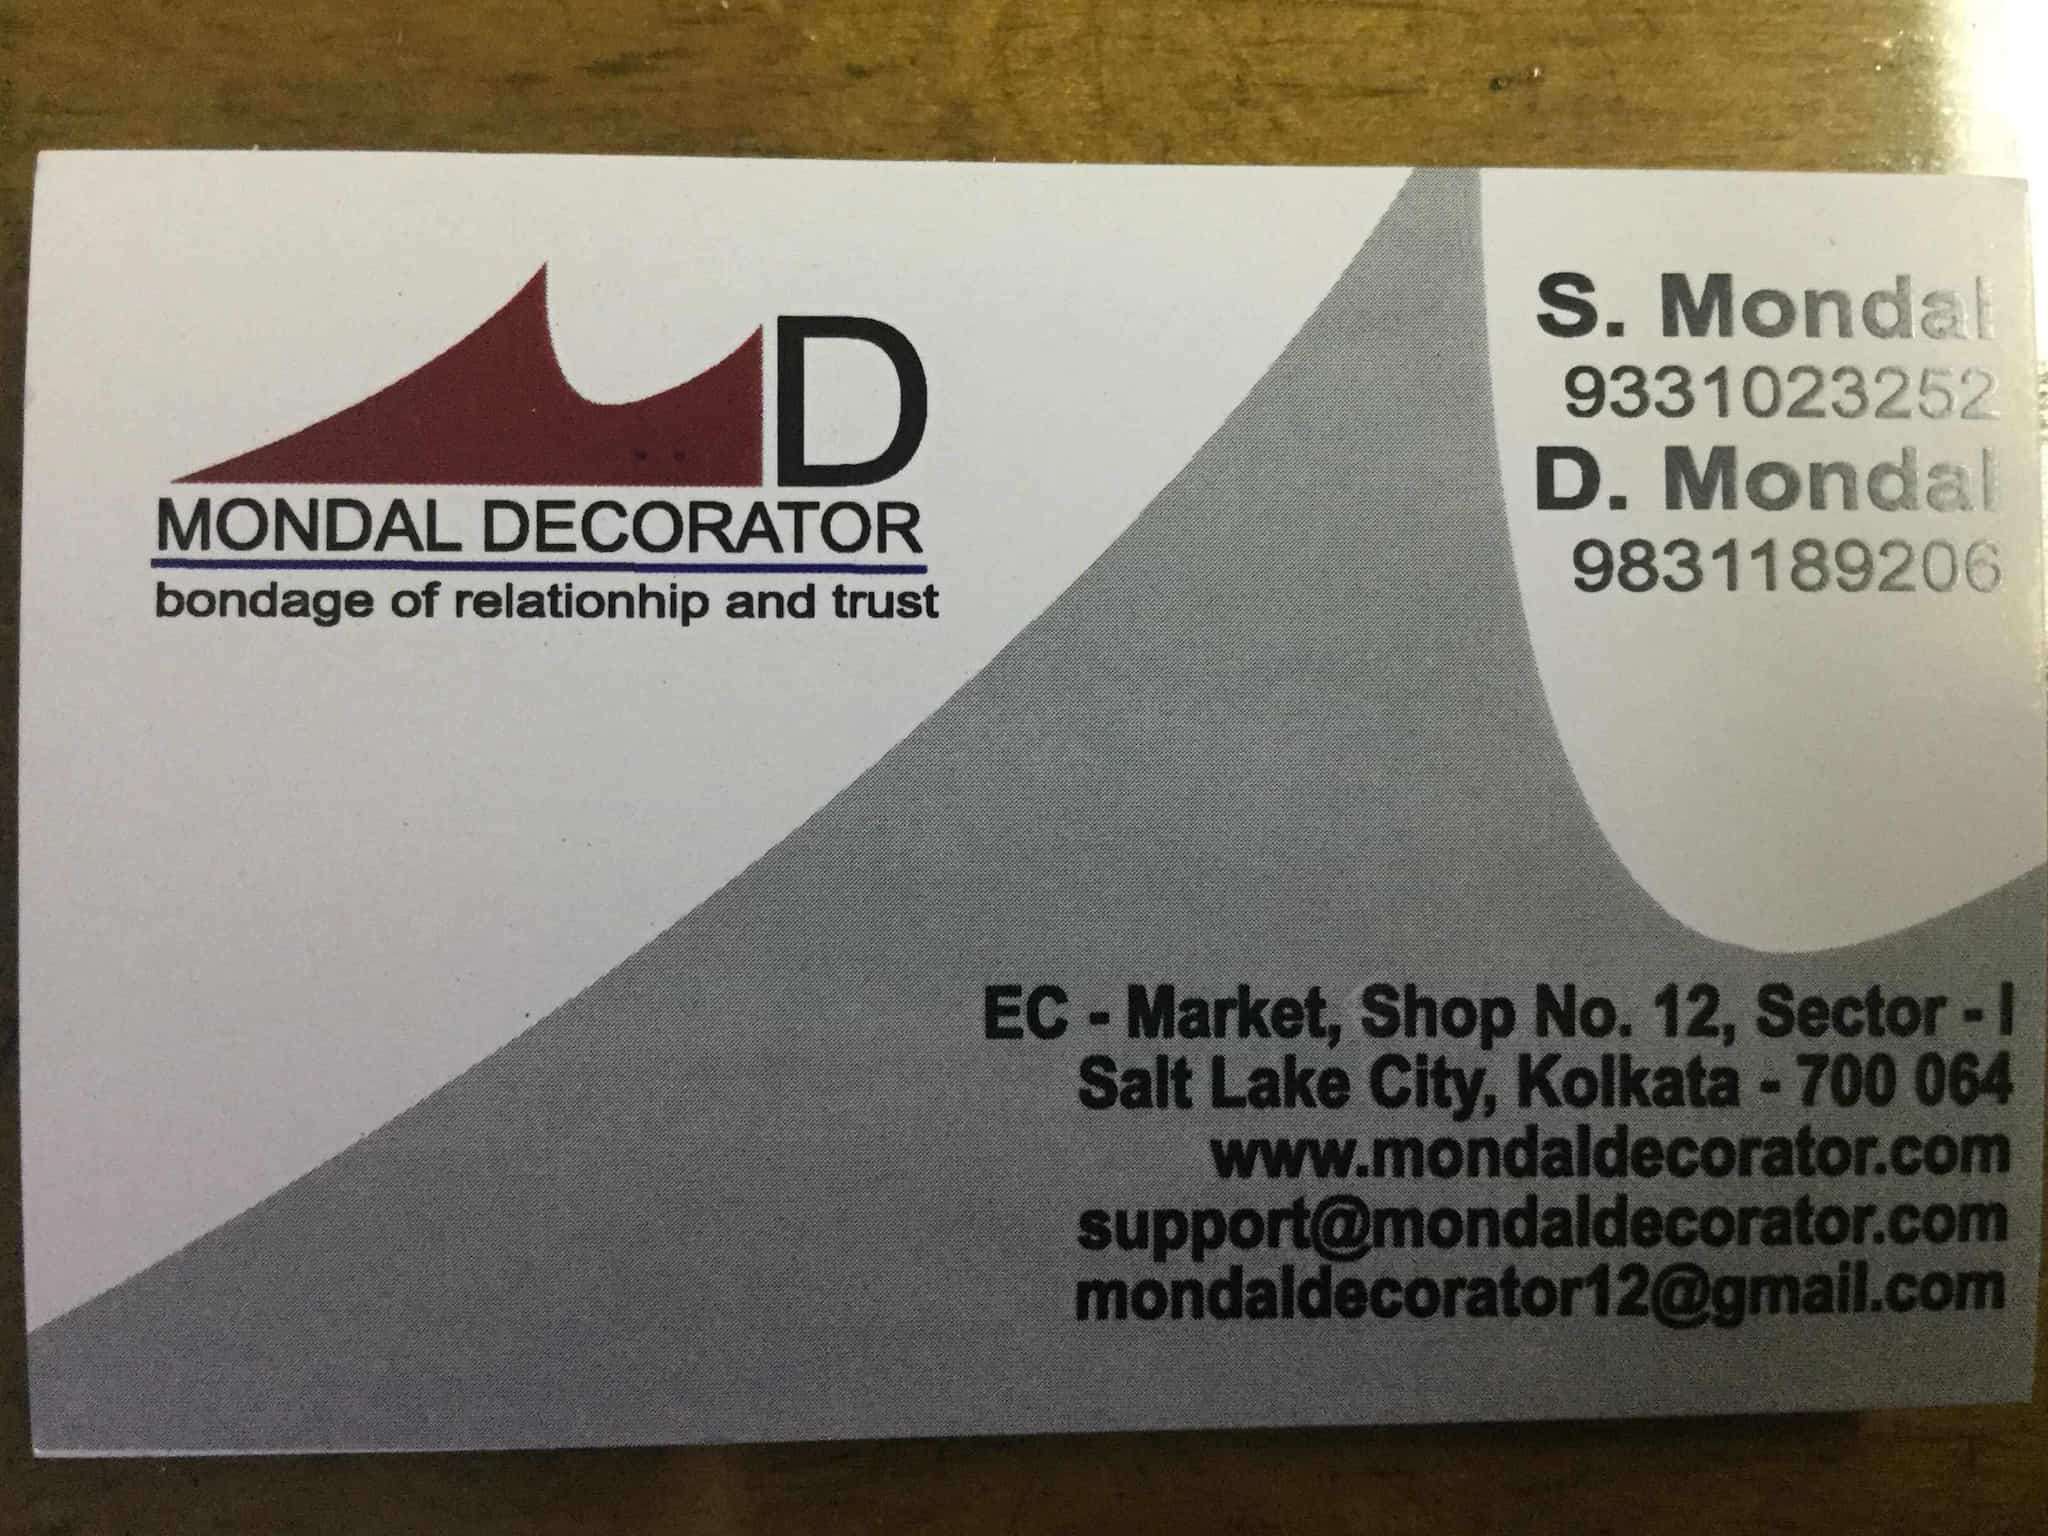 D
MONDAL DECORATOR
bondage of relationhip and trust
S. Mondal
9331023252
D. Mondal
9831189206
EC - Market, Shop No. 12, Sector - I
Salt Lake City, Kolkata - 700 064
www.mondaldecorator.com
support@mondaldecorator.com
mondaldecorator12@gmail.com